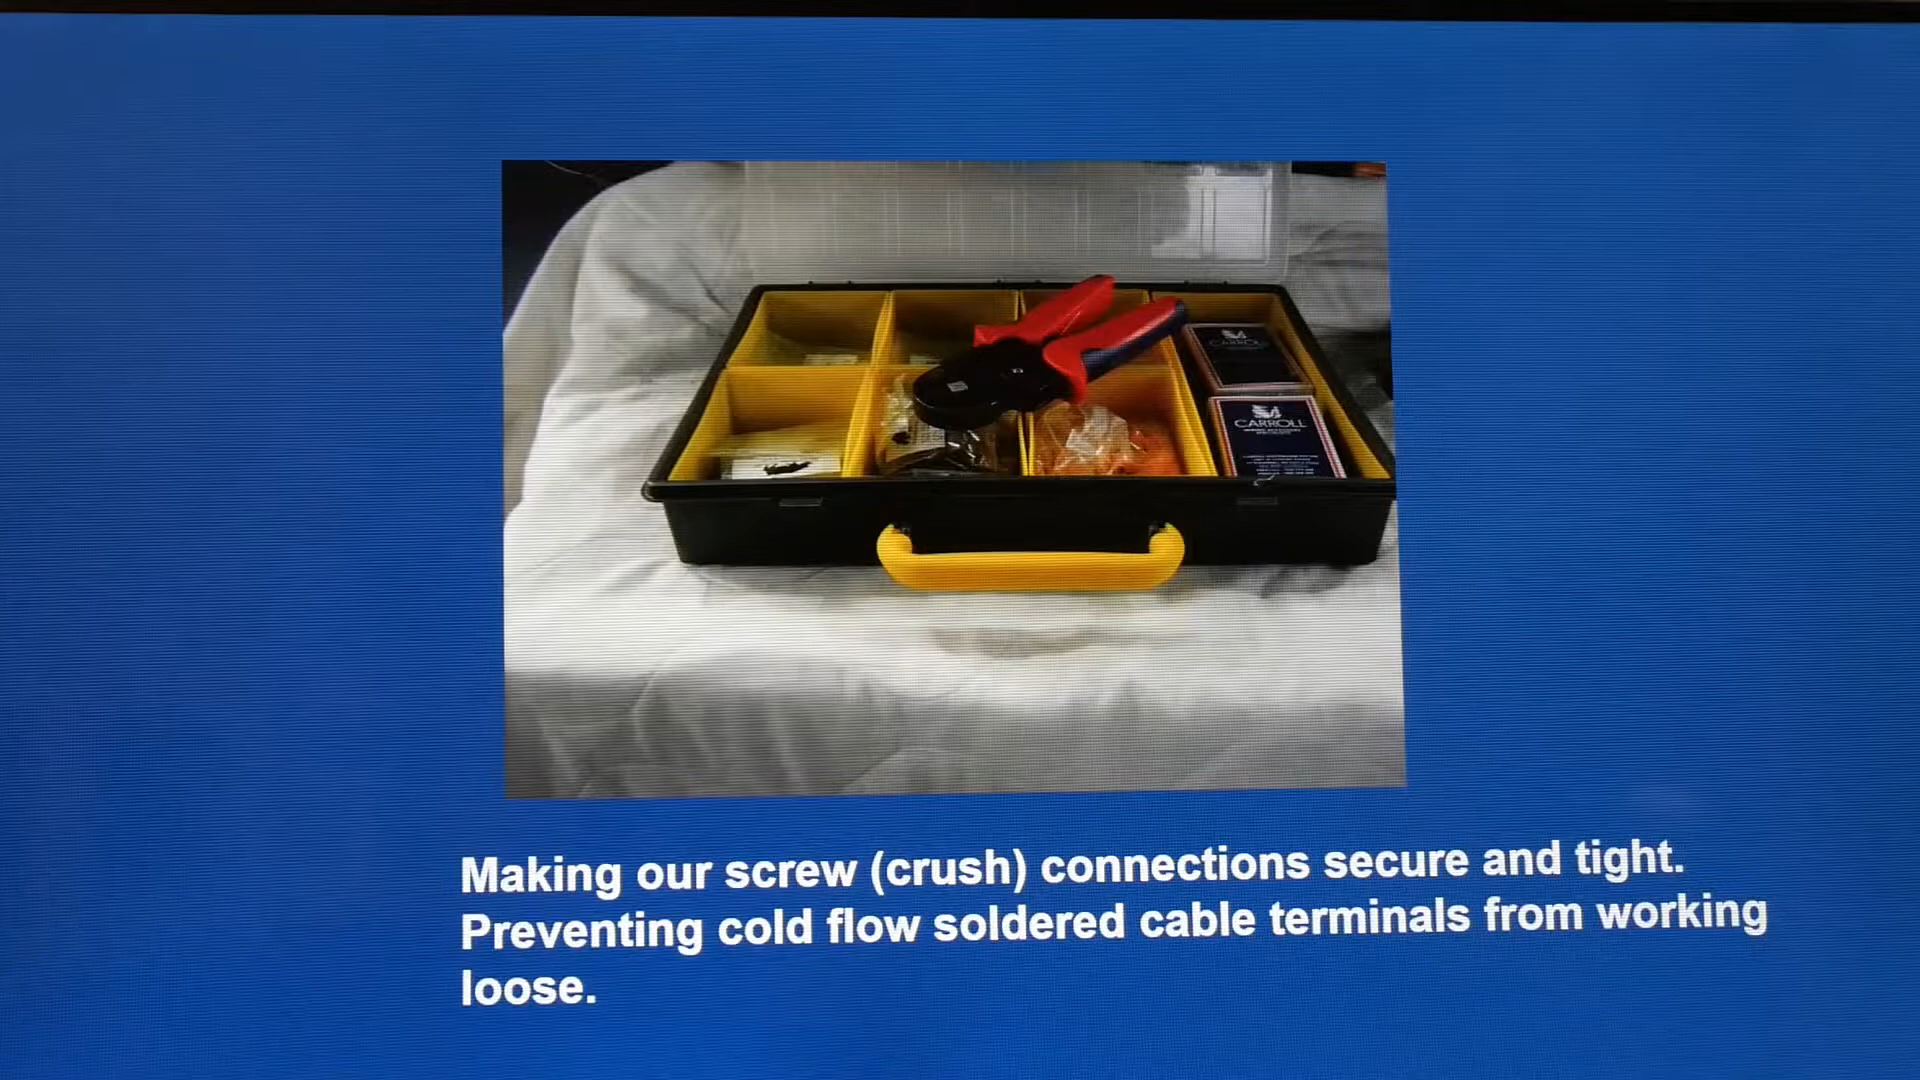 CARROLL
CARROLL
Making our screw (crush) connections secure and tight.
Preventing cold flow soldered cable terminals from working
loose.